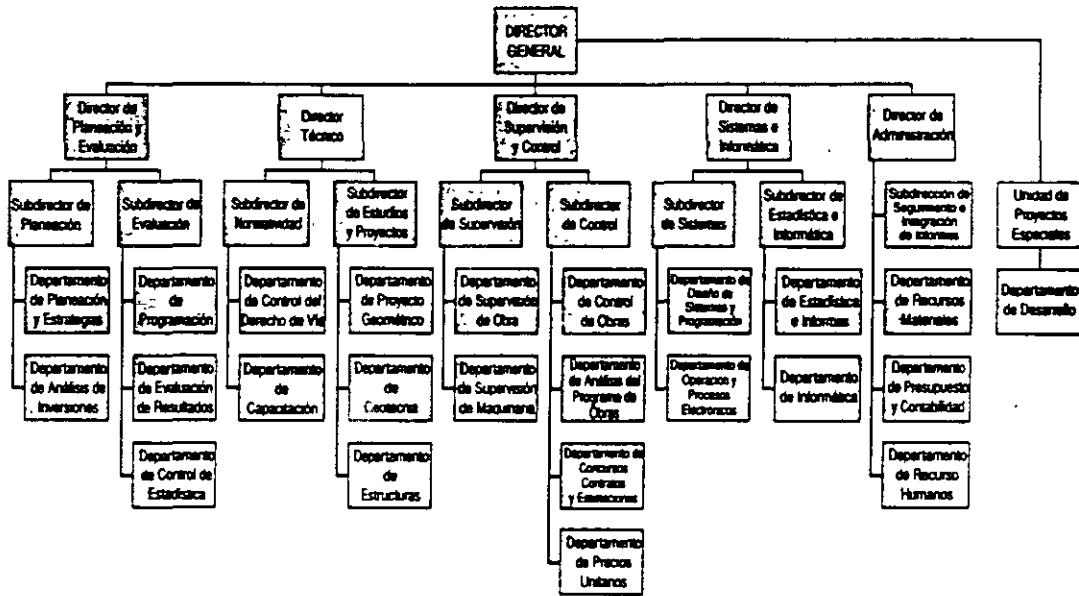 DIRECTOR
GENERAL
Director de
Planeación y
Evaluación
Director
Técnico
Director de
Supervisión
y Control
Director de
Sistemas e
Informática
Director de
Administración
Subdirector de
Planeación
Subdirector
de Evaluación
Subdirector de
Normatividad
Subdirector
de Estudios
y Proyectos
Subdirector
de Supervisión
Subdirector
de Control
Subdirector
de Sistemas
Subdirector de
Estadística e
Informática
Subdirección de
Seguimiento e
Integración
de Informes
Unidad de
Proyectos
Especiales
Departamento
de Planeación
y Estrategias
Departamento
de
Programación
Departamento
de Control del
Derecho de Vía
Departamento
de Proyecto
Geométrico
Departamento
de Supervisión
de Obra
Departamento
de Control
de Obras
Departamento de
Diseño de
Sistemas y
Programación
Departamento
de Estadística
e Informes
Departamento
de Recursos
Materiales
Departamento
de Desarrollo
Departamento
de Análisis de
Inversiones
Departamento
de Evaluación
de Resultados
Departamento
de
Capacitación
Departamento
de
Geotecnia
Departamento
de Supervisión
de Maquinaria
Departamento
de Análisis del
Programa de
Obras
Departamento de
Operación y
Procesos
Electrónicos
Departamento
de Informática
Departamento
de Presupuesto
y Contabilidad
Departamento
de Control de
Estadística
Departamento
de
Estructuras
Departamento de
Concursos
Contratos
y Estimaciones
Departamento
de Recurso
Humanos
Departamento
de Precios
Unitarios